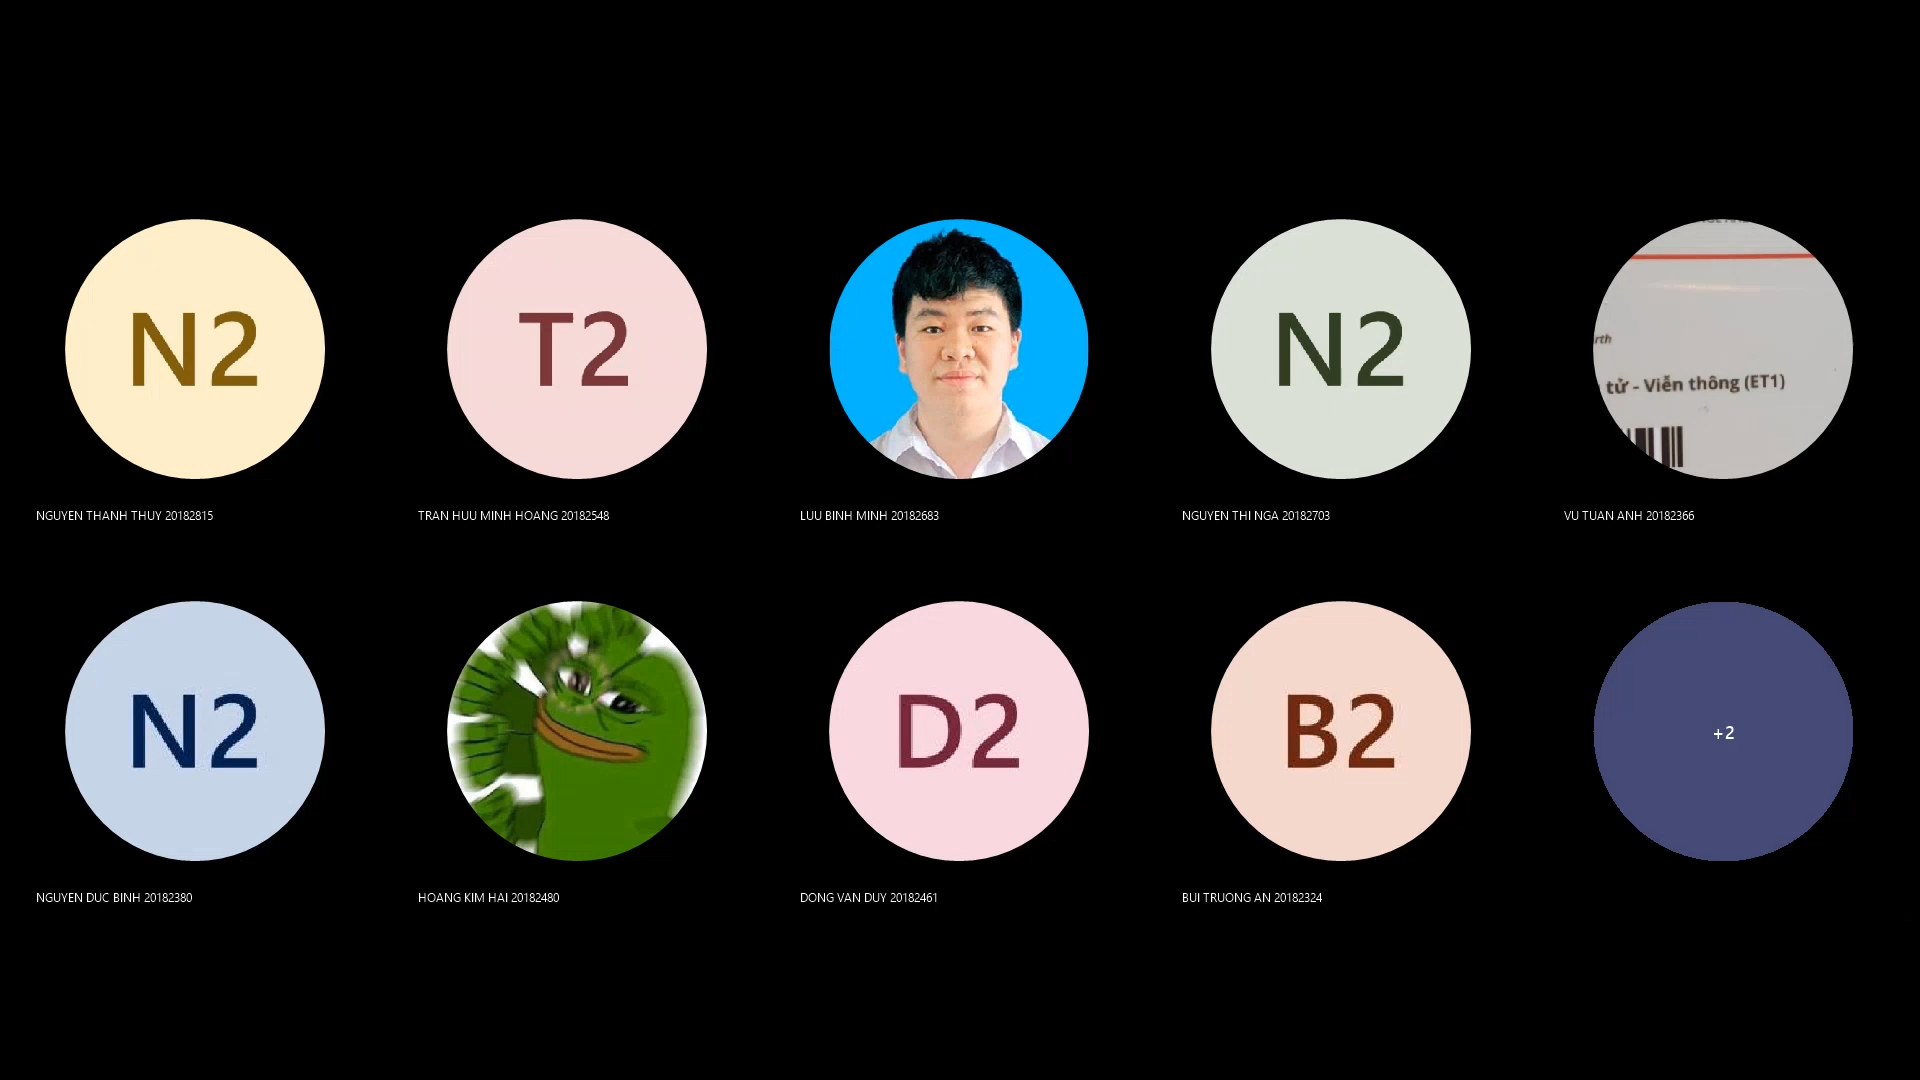 N2
T2
N2
rth
tử - Viễn thông (ET1)
NGUYEN THANH THUY 20182815
TRAN HUU MINH HOANG 20182548
LUU BINH MINH 20182683
NGUYEN THI NGA 20182703
VU TUAN ANH 20182366
N2
D2
B2
+2
NGUYEN DUC BINH 20182380
HOANG KIM HAI 20182480
DONG VAN DUY 20182461
BUI TRUONG AN 20182324